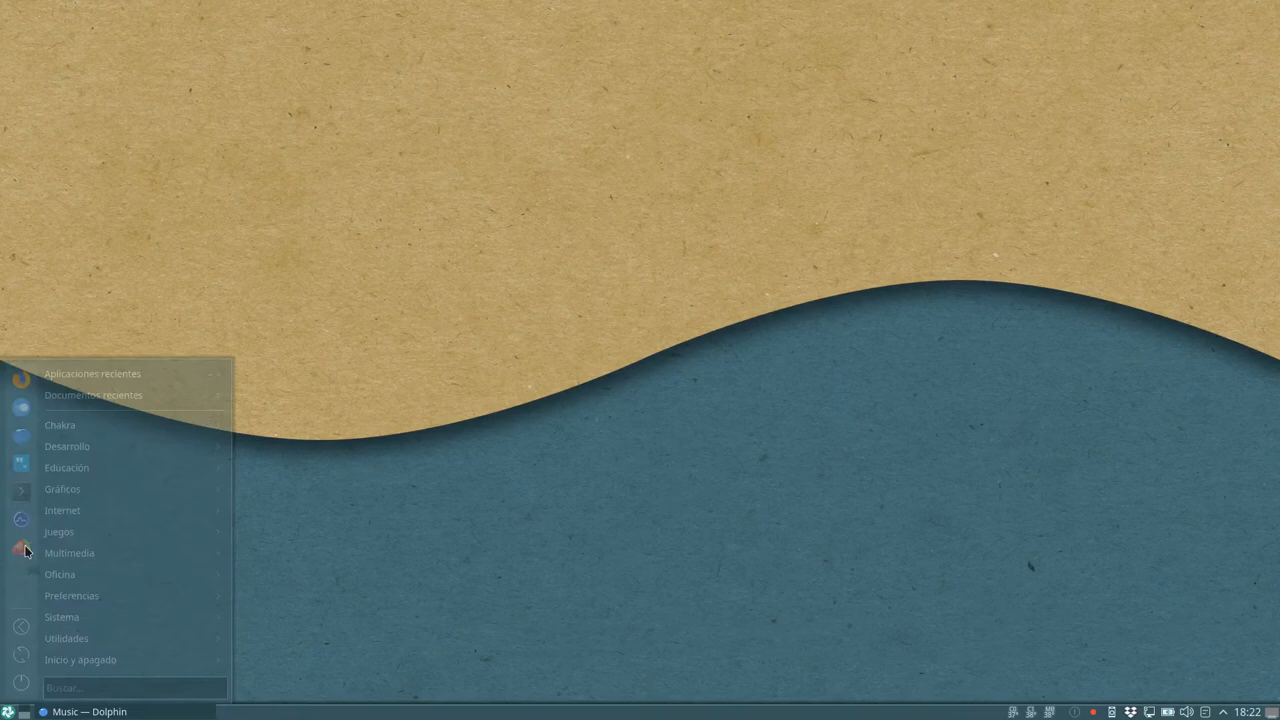 Aplicaciones recientes
Documentos recientes
Chakra
Desarrollo
Educación
Gráficos
Internet
Juegos
Multimedia
Oficina
Preferencias
Sistema
Utilidades
Inicio y apagado
Buscar...
Music — Dolphin
18:22